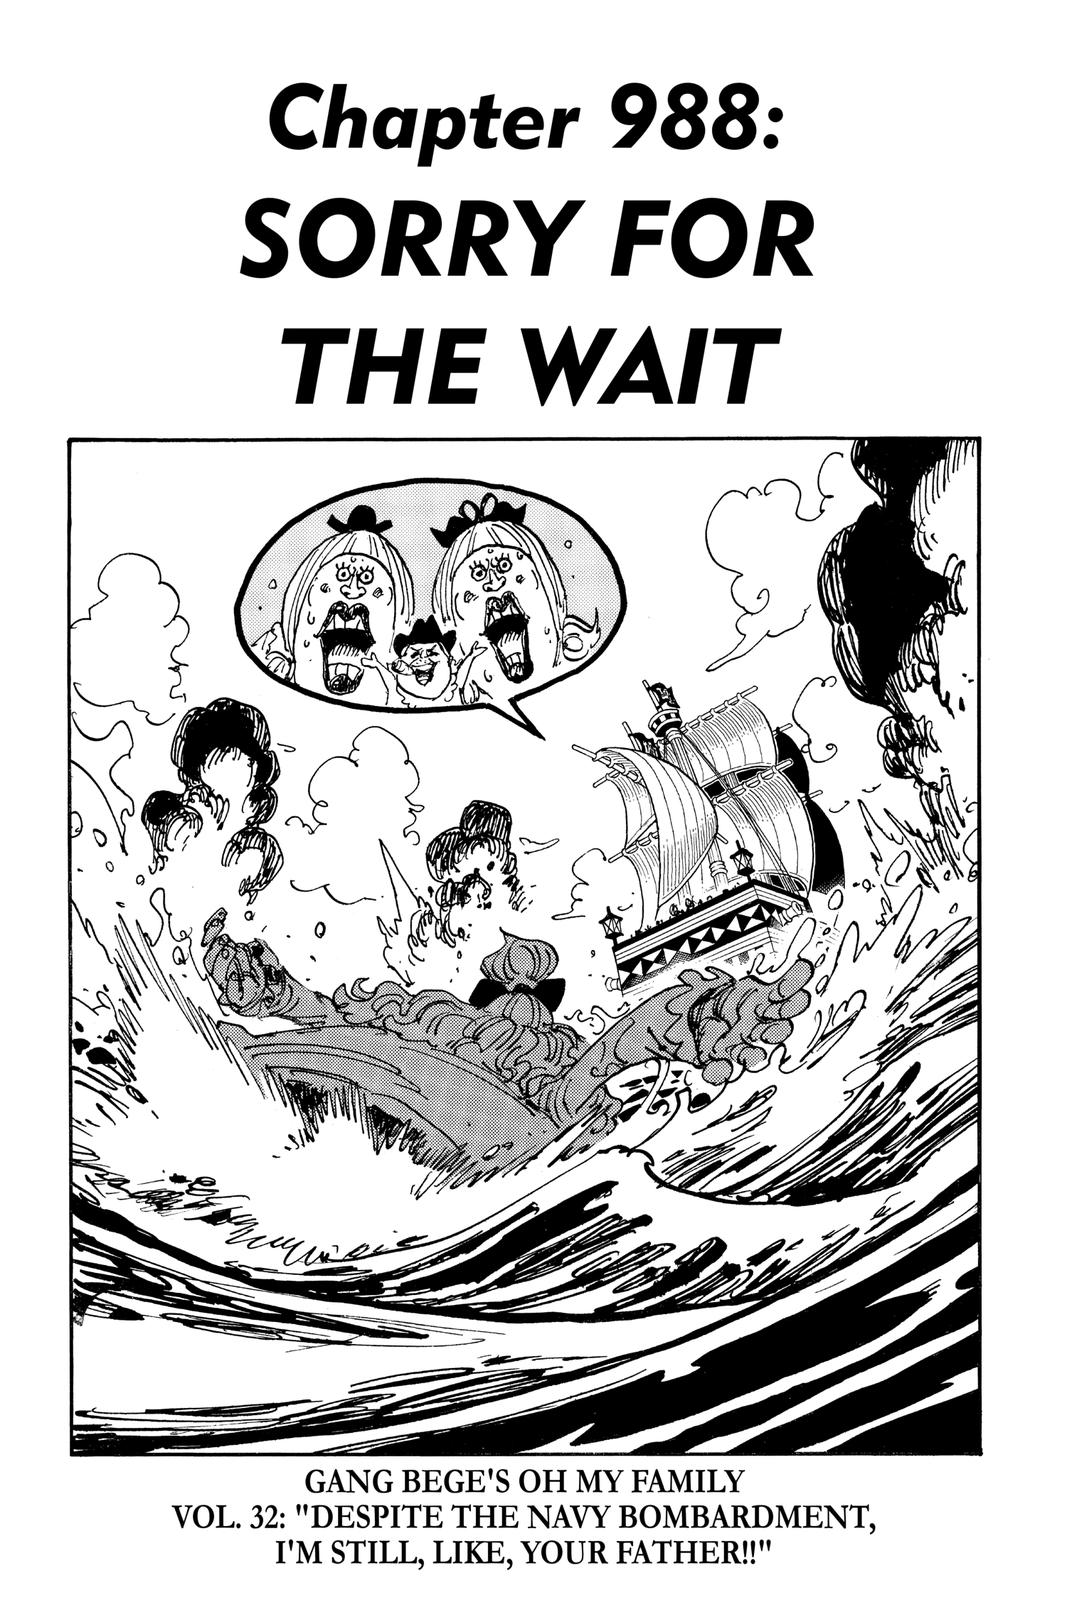 Chapter 988:
SORRY FOR
THE WAIT
GANG BEGE'S OH MY FAMILY
VOL. 32: "DESPITE THE NAVY BOMBARDMENT,
I'M STILL, LIKE, YOUR FATHER!!"